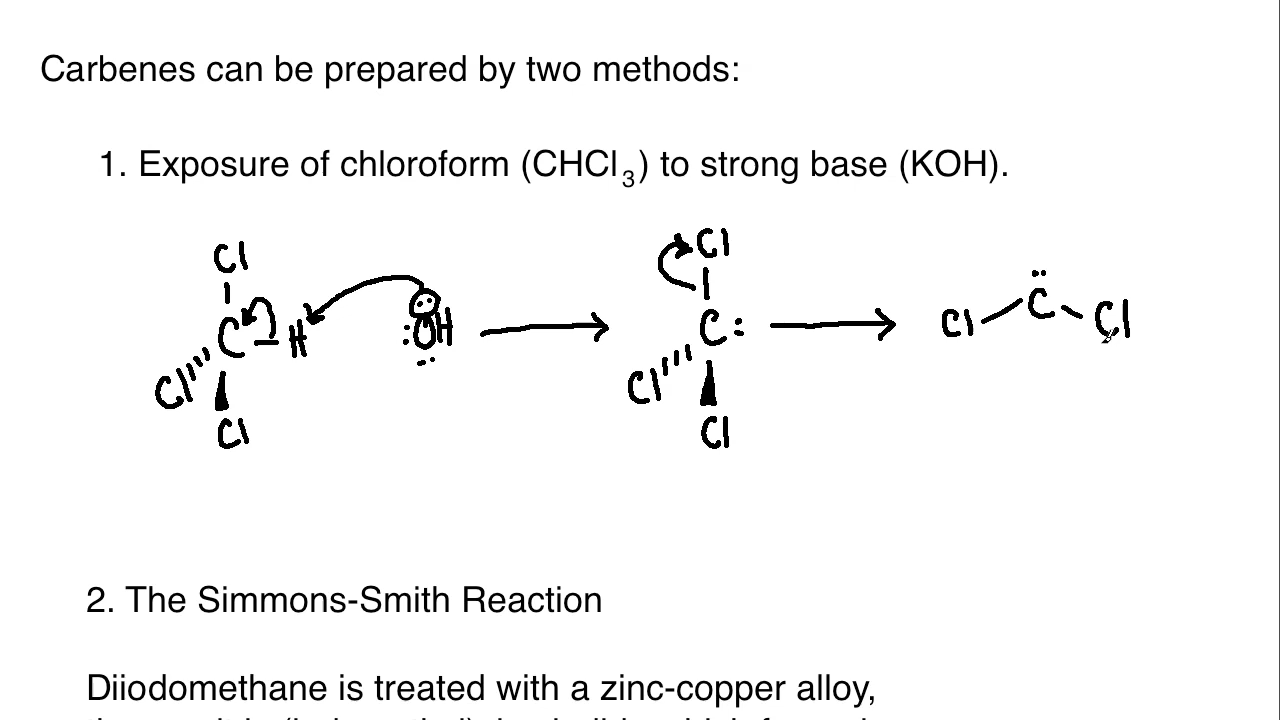 Carbenes can be prepared by two methods:
1. Exposure of chloroform (CHCl₃) to strong base (KOH).
Cl Cl
C H :ÖH C: Cl C̈ Cl
Cl Cl
Cl Cl
2. The Simmons-Smith Reaction
Diiodomethane is treated with a zinc-copper alloy,